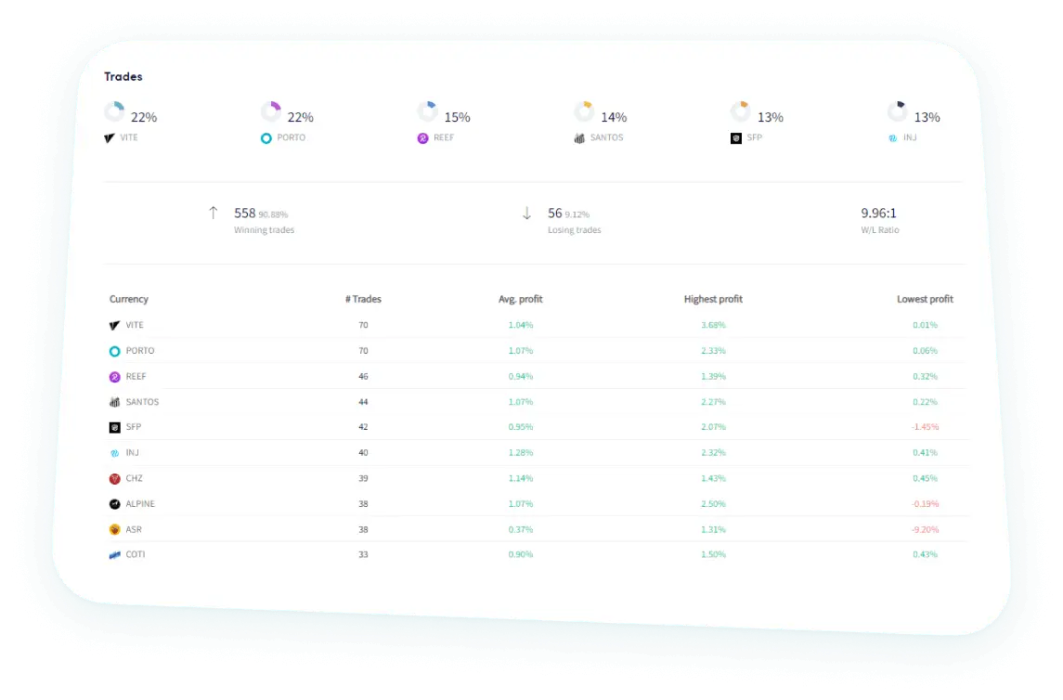 Trades
22% 22% 15% 14% 13% 13%
VITE PORTO REEF SANTOS SFP INJ
558 90.88% 56 9.12% 9.96:1
Winning trades Losing trades W/L Ratio
Currency # Trades Avg. profit Highest profit Lowest profit
VITE 70 1.04% 3.68% 0.01%
PORTO 70 1.07% 2.33% 0.06%
REEF 46 0.94% 1.39% 0.32%
SANTOS 44 1.07% 2.27% 0.22%
SFP 42 0.95% 2.07% -1.45%
INJ 40 1.28% 2.32% 0.41%
CHZ 39 1.14% 1.43% 0.45%
ALPINE 38 1.07% 2.50% -0.19%
ASR 38 0.37% 1.31% -9.20%
COTI 33 0.90% 1.50% 0.43%